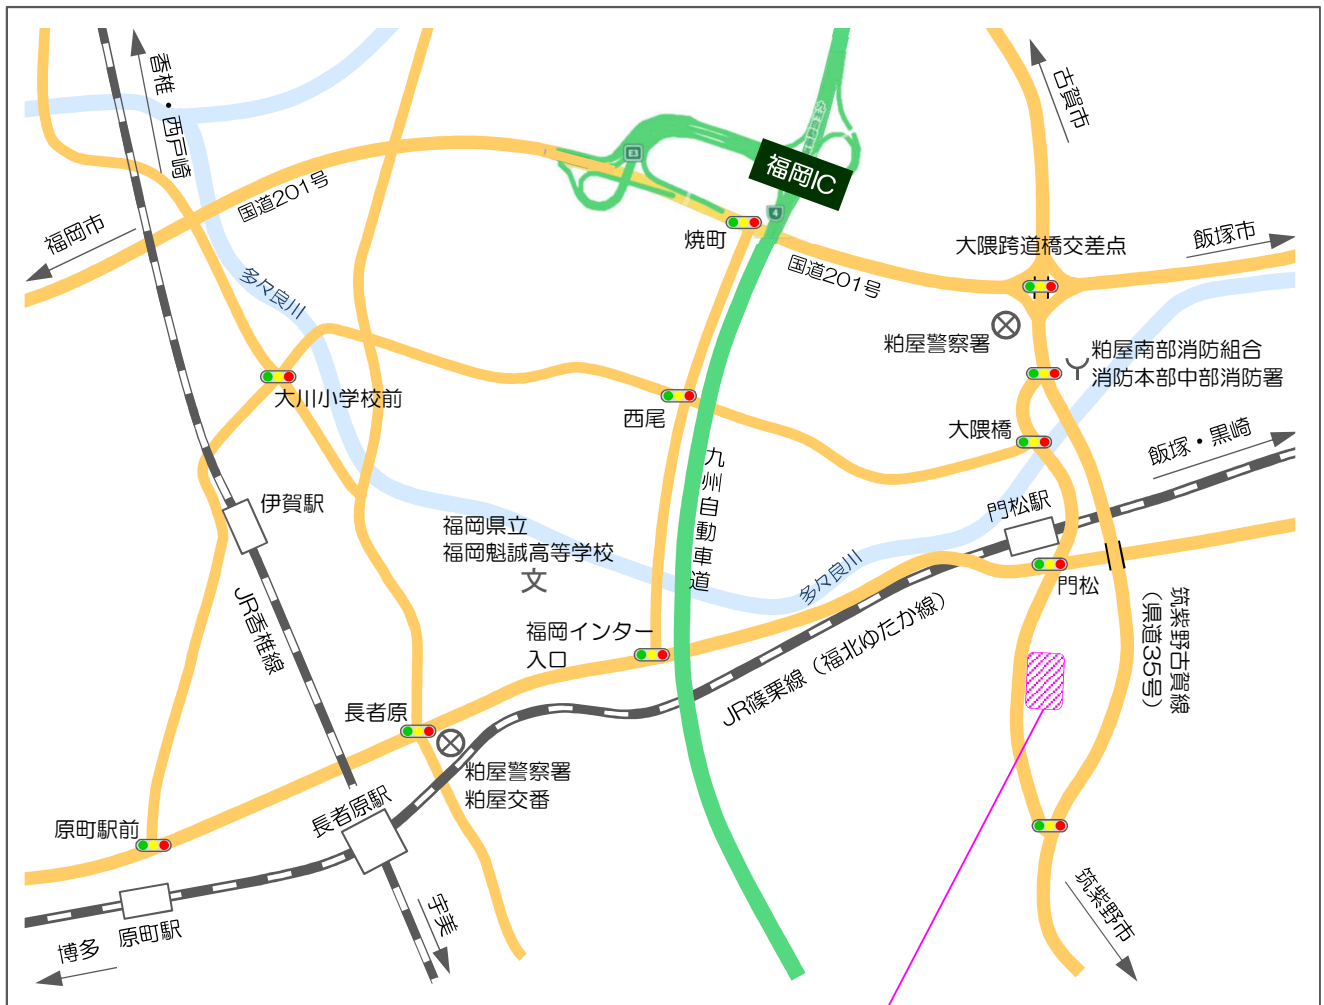 香椎・西戸崎
古賀市
九州自動車道
E3
福岡IC
4
国道201号
福岡市
焼町
大隈跨道橋交差点
飯塚市
国道201号
多々良川
粕屋警察署
粕屋南部消防組合
消防本部中部消防署
大川小学校前
西尾
大隈橋
飯塚・黒崎
九州自動車道
伊賀駅
門松駅
福岡県立
福岡魁誠高等学校
文
多々良川
門松
JR香椎線
筑紫野古賀線
（県道35号）
福岡インター
入口
JR篠栗線（福北ゆたか線）
長者原
粕屋警察署
粕屋交番
長者原駅
原町駅前
宇美
筑紫野市
原町駅
博多